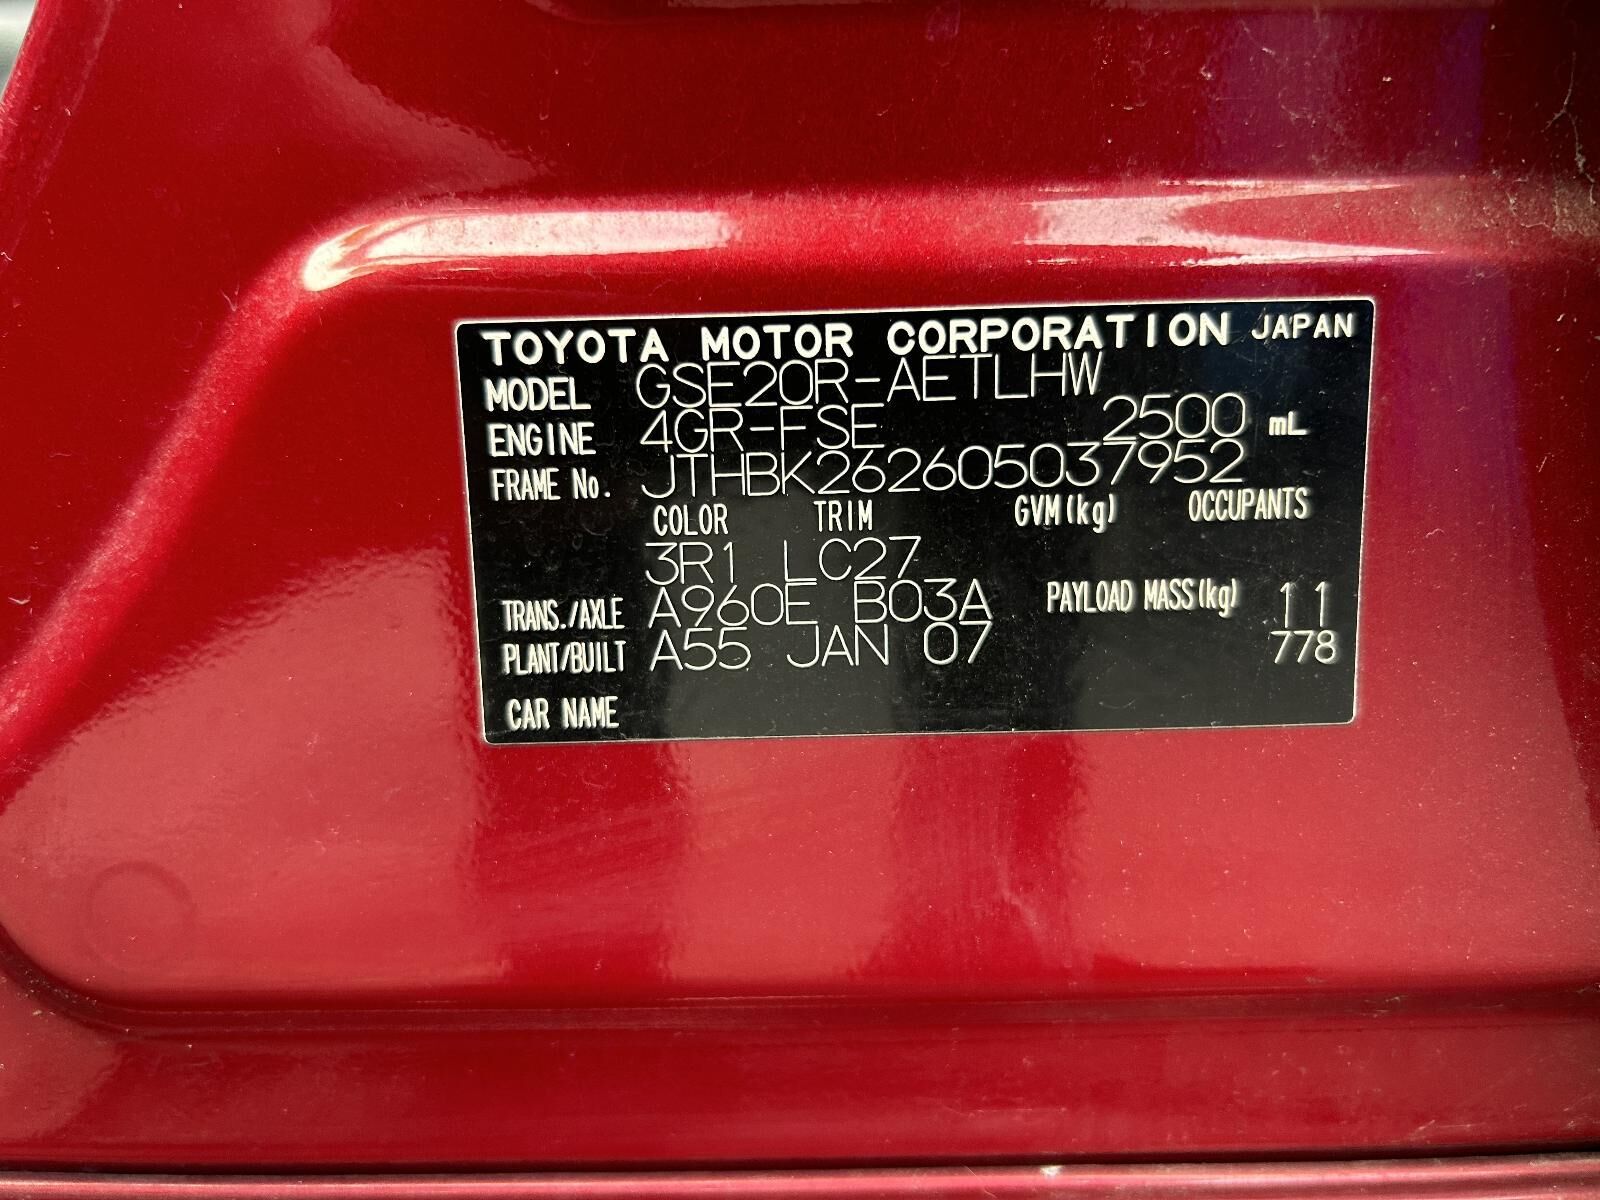 TOYOTA MOTOR CORPORATION JAPAN
MODEL GSE20R-AETLHW
ENGINE 4GR-FSE 2500 mL
FRAME No. JTHBK262605037952
COLOR TRIM GVM(kg) OCCUPANTS
3R1 LC27
TRANS./AXLE A960E B03A PAYLOAD MASS(kg) 11
PLANT/BUILT A55 JAN 07 778
CAR NAME